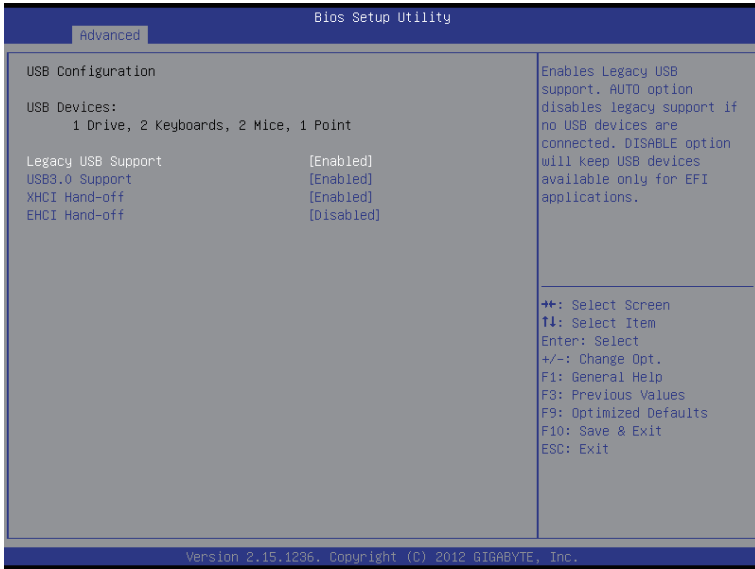 Bios Setup Utility
Advanced
USB Configuration
USB Devices:
1 Drive, 2 Keyboards, 2 Mice, 1 Point
Legacy USB Support [Enabled]
USB3.0 Support [Enabled]
XHCI Hand-off [Enabled]
EHCI Hand-off [Disabled]
Enables Legacy USB
support. AUTO option
disables legacy support if
no USB devices are
connected. DISABLE option
will keep USB devices
available only for EFI
applications.
→←: Select Screen
↑↓: Select Item
Enter: Select
+/-: Change Opt.
F1: General Help
F3: Previous Values
F9: Optimized Defaults
F10: Save & Exit
ESC: Exit
Version 2.15.1236. Copyright (C) 2012 GIGABYTE, Inc.